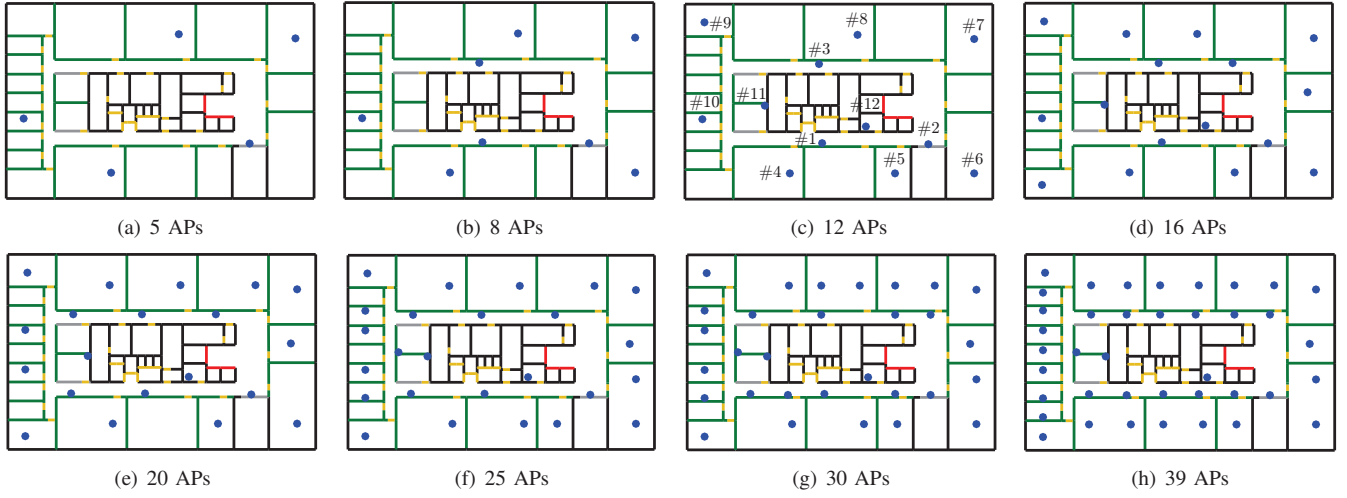 #9 #8 #7
#3
#10 #11 #12
#1 #2
#4 #5 #6
(a) 5 APs
(b) 8 APs
(c) 12 APs
(d) 16 APs
(e) 20 APs
(f) 25 APs
(g) 30 APs
(h) 39 APs